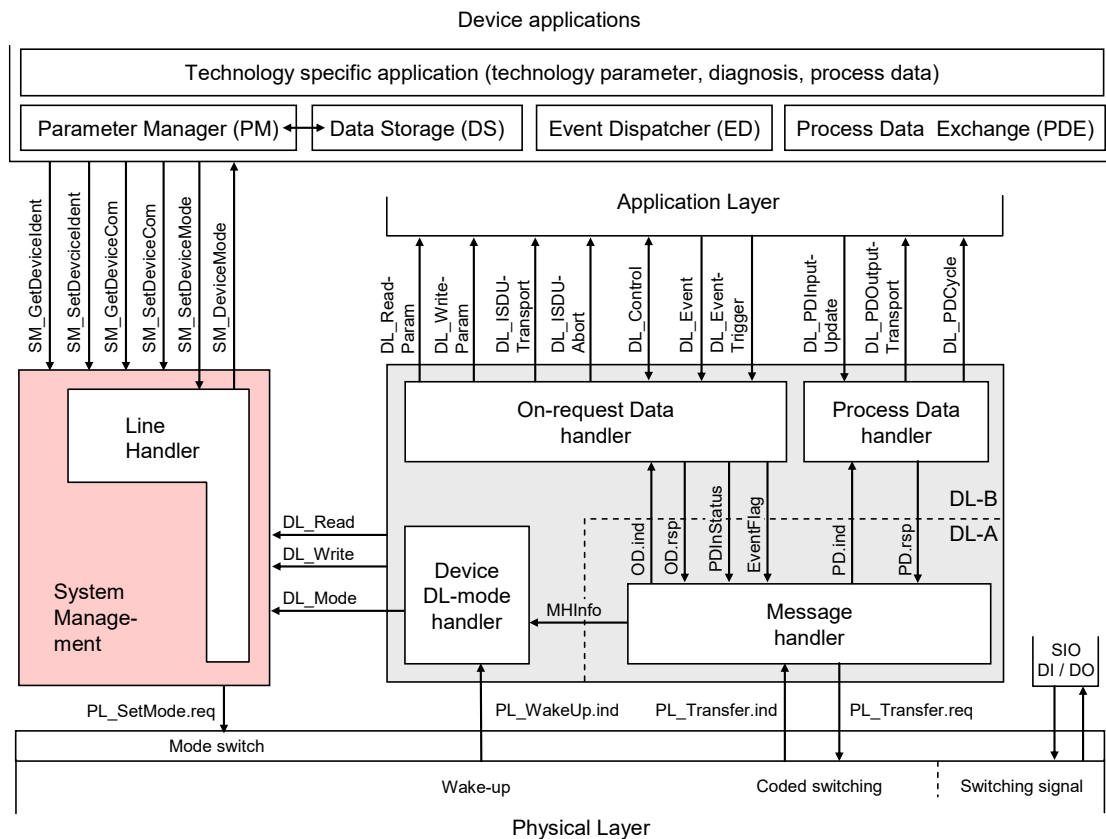 Device applications
Technology specific application (technology parameter, diagnosis, process data)
Parameter Manager (PM)
Data Storage (DS)
Event Dispatcher (ED)
Process Data Exchange (PDE)
SM_GetDeviceIdent
SM_SetDevciceIdent
SM_GetDeviceCom
SM_SetDeviceCom
SM_SetDeviceMode
SM_DeviceMode
Application Layer
DL_Read-
Param
DL_Write-
Param
DL_ISDU-
Transport
DL_ISDU-
Abort
DL_Control
DL_Event
DL_Event-
Trigger
DL_PDInput-
Update
DL_PDOutput-
Transport
DL_PDCycle
Line
Handler
On-request Data
handler
Process Data
handler
DL-B
DL-A
DL_Read
DL_Write
DL_Mode
OD.ind
OD.rsp
PDInStatus
EventFlag
PD.ind
PD.rsp
System
Manage-
ment
Device
DL-mode
handler
MHInfo
Message
handler
SIO
DI / DO
PL_SetMode.req
PL_WakeUp.ind
PL_Transfer.ind
PL_Transfer.req
Mode switch
Wake-up
Coded switching
Switching signal
Physical Layer